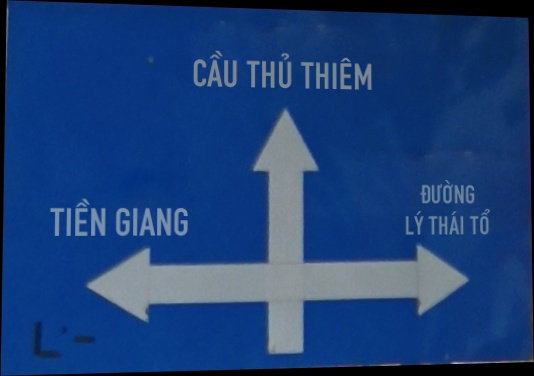 CẦU THỦ THIÊM
TIỀN GIANG
ĐƯỜNG
LÝ THÁI TỔ